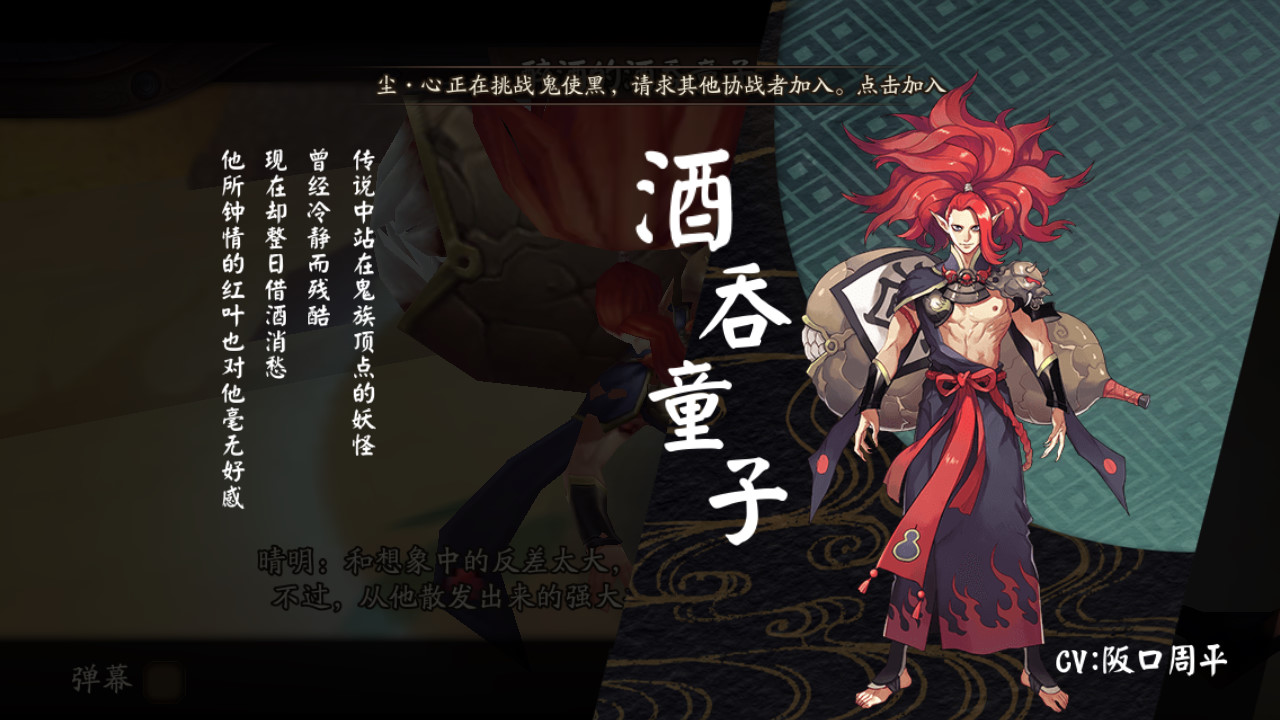 尘·心正在挑战鬼使黑，请求其他协战者加入。点击加入
酒吞童子
传说中站在鬼族顶点的妖怪
曾经冷静而残酷
现在却整日借酒消愁
他所钟情的红叶也对他毫无好感
晴明：和想象中的反差太大，
不过，从他散发出来的强大
弹幕
CV:阪口周平